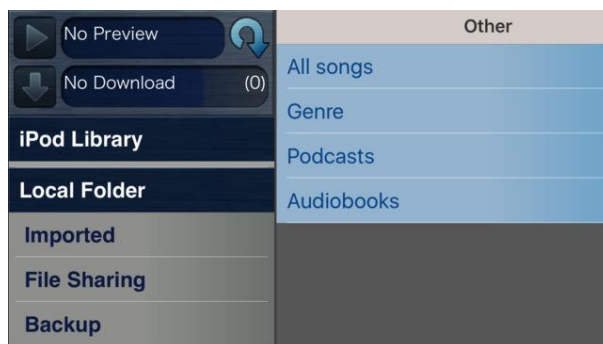 No Preview
No Download (0)
iPod Library
Local Folder
Imported
File Sharing
Backup
Other
All songs
Genre
Podcasts
Audiobooks